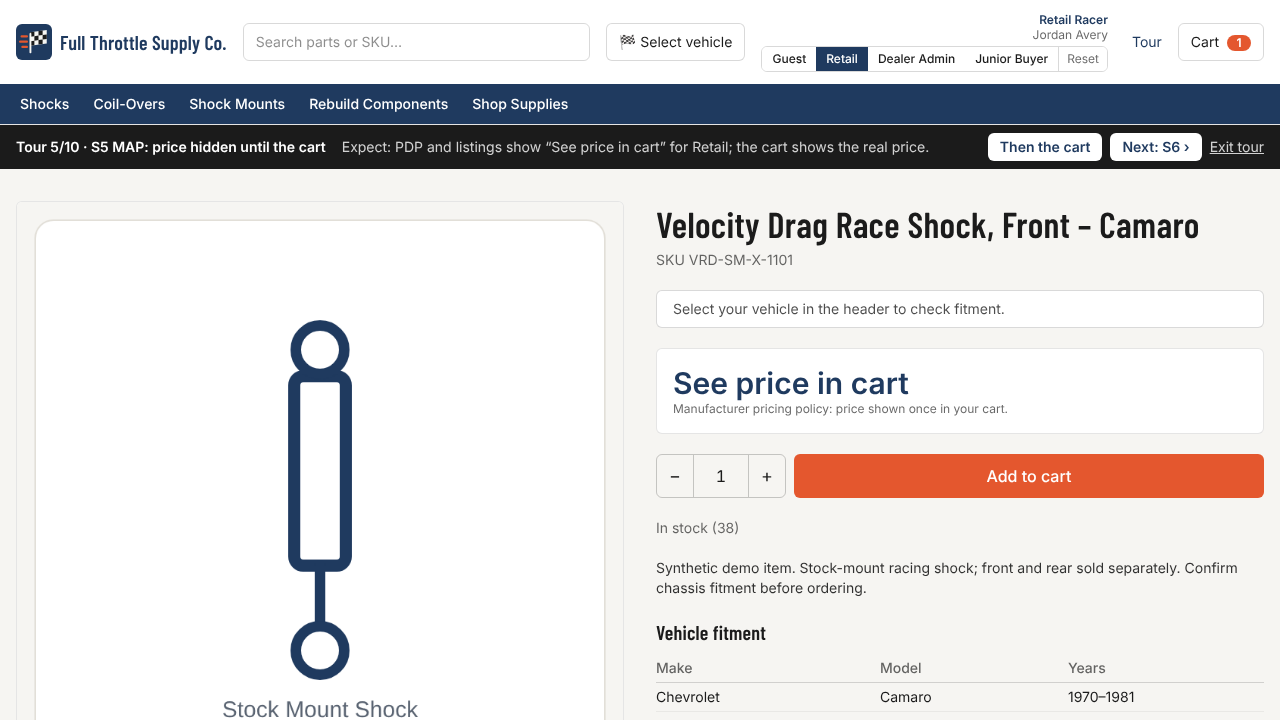 Full Throttle Supply Co.
Search parts or SKU...
Select vehicle
Retail Racer
Jordan Avery
Guest Retail Dealer Admin Junior Buyer Reset
Tour
Cart 1
Shocks Coil-Overs Shock Mounts Rebuild Components Shop Supplies
Tour 5/10 · S5 MAP: price hidden until the cart Expect: PDP and listings show “See price in cart” for Retail; the cart shows the real price. Then the cart Next: S6 › Exit tour
Stock Mount Shock
Velocity Drag Race Shock, Front – Camaro
SKU VRD-SM-X-1101
Select your vehicle in the header to check fitment.
See price in cart
Manufacturer pricing policy: price shown once in your cart.
− 1 + Add to cart
In stock (38)
Synthetic demo item. Stock-mount racing shock; front and rear sold separately. Confirm
chassis fitment before ordering.
Vehicle fitment
Make Model Years
Chevrolet Camaro 1970–1981